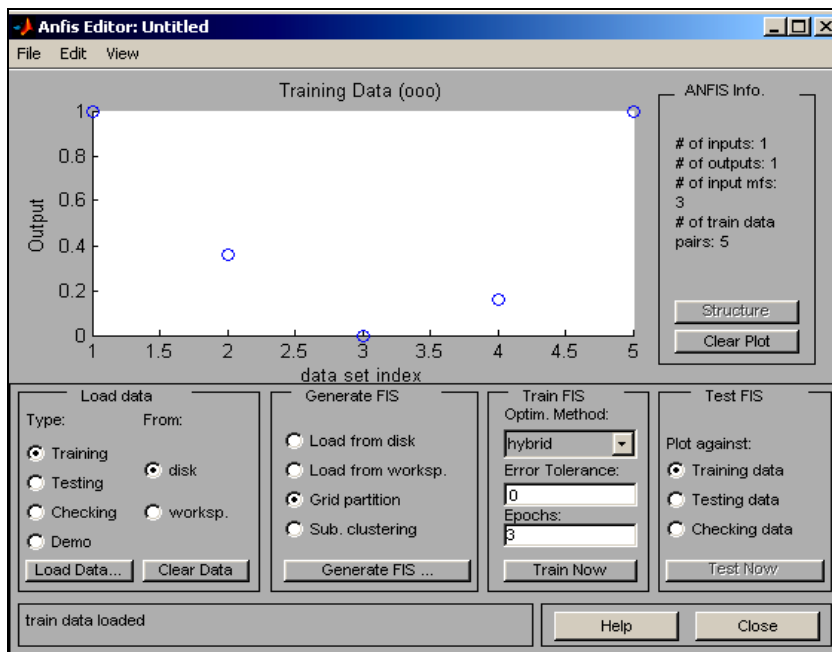 Anfis Editor: Untitled
File Edit View
Training Data (ooo)
1
0.8
0.6
0.4
0.2
0
Output
1 1.5 2 2.5 3 3.5 4 4.5 5
data set index
ANFIS Info.
# of inputs: 1
# of outputs: 1
# of input mfs:
3
# of train data
pairs: 5
Structure
Clear Plot
Load data
Type: From:
Training
Testing
Checking
Demo
disk
worksp.
Load Data... Clear Data
Generate FIS
Load from disk
Load from worksp.
Grid partition
Sub. clustering
Generate FIS ...
Train FIS
Optim. Method:
hybrid
Error Tolerance:
0
Epochs:
3
Train Now
Test FIS
Plot against:
Training data
Testing data
Checking data
Test Now
train data loaded
Help Close